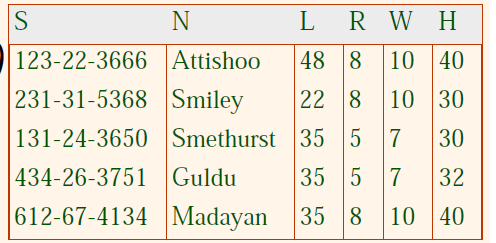 S N L R W H
123-22-3666 Attishoo 48 8 10 40
231-31-5368 Smiley 22 8 10 30
131-24-3650 Smethurst 35 5 7 30
434-26-3751 Guldu 35 5 7 32
612-67-4134 Madayan 35 8 10 40